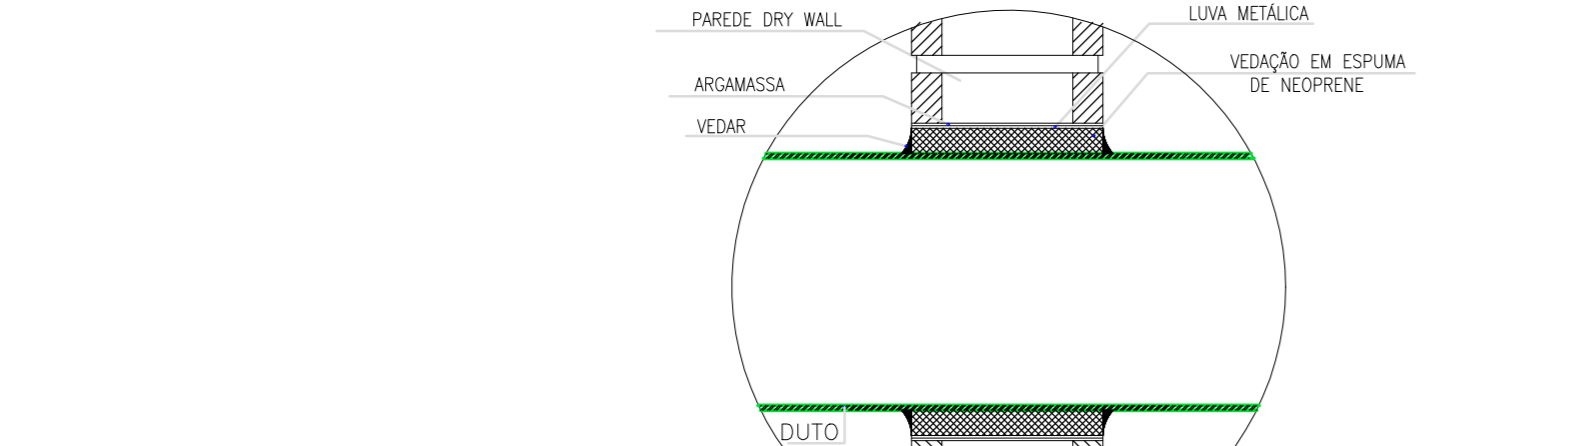 PAREDE DRY WALL
LUVA METÁLICA
VEDAÇÃO EM ESPUMA
DE NEOPRENE
ARGAMASSA
VEDAR
DUTO